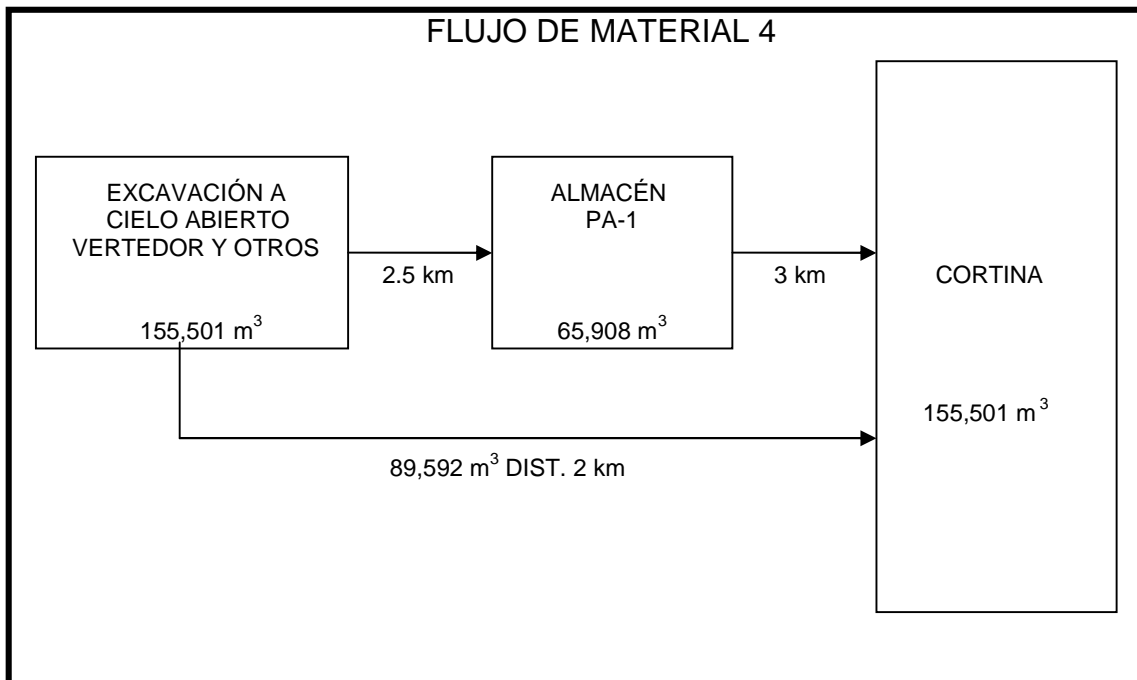 FLUJO DE MATERIAL 4
EXCAVACIÓN A
CIELO ABIERTO
VERTEDOR Y OTROS
155,501 m³
2.5 km
ALMACÉN
PA-1
65,908 m³
3 km
CORTINA
155,501 m³
89,592 m³ DIST. 2 km